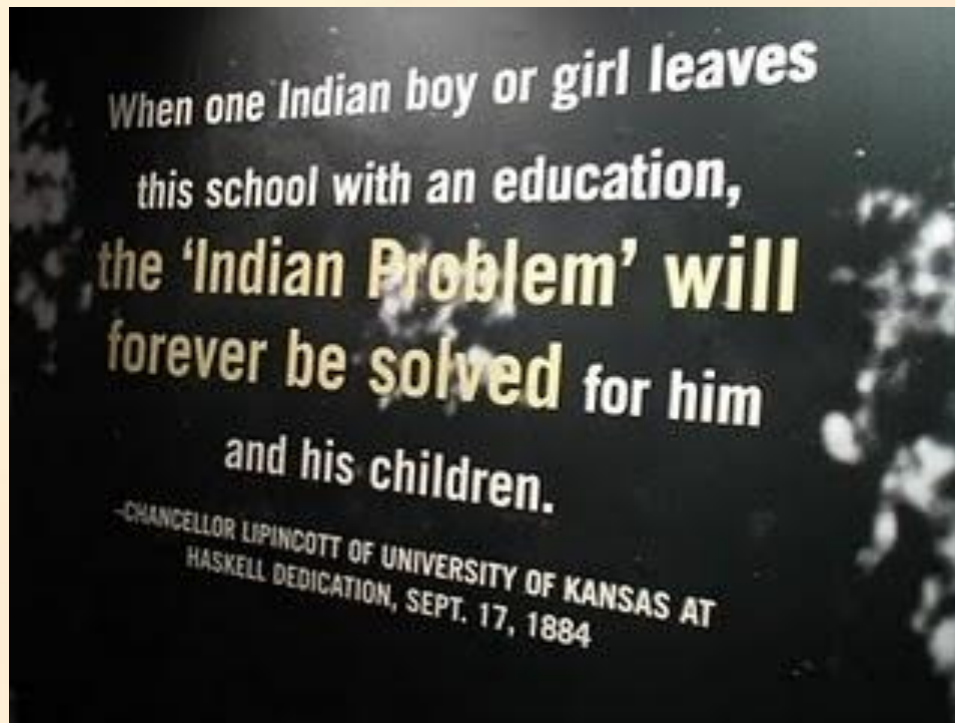 When one Indian boy or girl leaves
this school with an education,
the ‘Indian Problem’ will
forever be solved for him
and his children.
–CHANCELLOR LIPINCOTT OF UNIVERSITY OF KANSAS AT
HASKELL DEDICATION, SEPT. 17, 1884